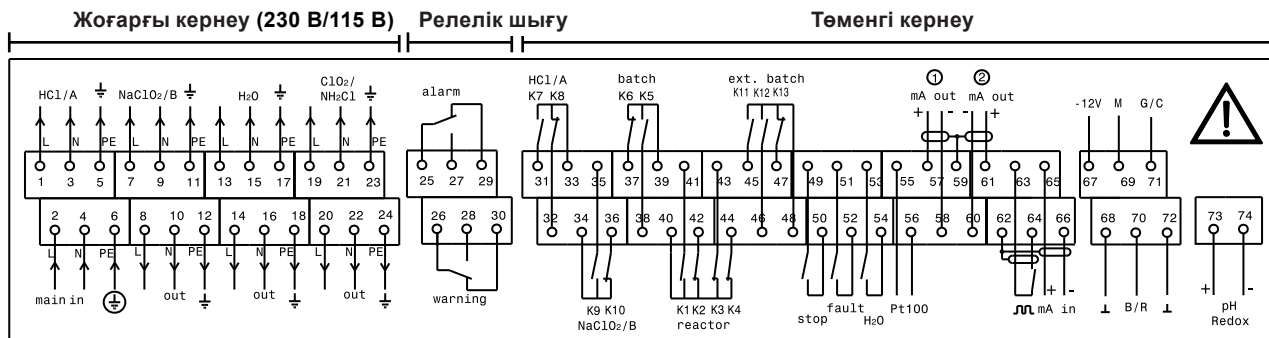 Жоғарғы кернеу (230 В/115 В) Релелік шығу Төменгі кернеу
HCl/A NaClO₂/B H₂O ClO₂/
NH₂Cl
alarm
HCl/A
K7 K8
batch
K6 K5
ext. batch
K11 K12 K13
① ②
mA out mA out
+ - - +
-12V M G/C
L N PE L N PE L N PE L N PE
1 3 5 7 9 11 13 15 17 19 21 23 25 27 29 31 33 35 37 39 41 43 45 47 49 51 53 55 57 59 61 63 65 67 69 71
2 4 6 8 10 12 14 16 18 20 22 24 26 28 30 32 34 36 38 40 42 44 46 48 50 52 54 56 58 60 62 64 66 68 70 72 73 74
L N PE L N PE L N PE L N PE
main in out out out
warning
K9 K10
NaClO₂/B
K1 K2 K3 K4
reactor
stop fault H₂O
Pt100
+ -
mA in
⊥ B/R ⊥
+ -
pH
Redox